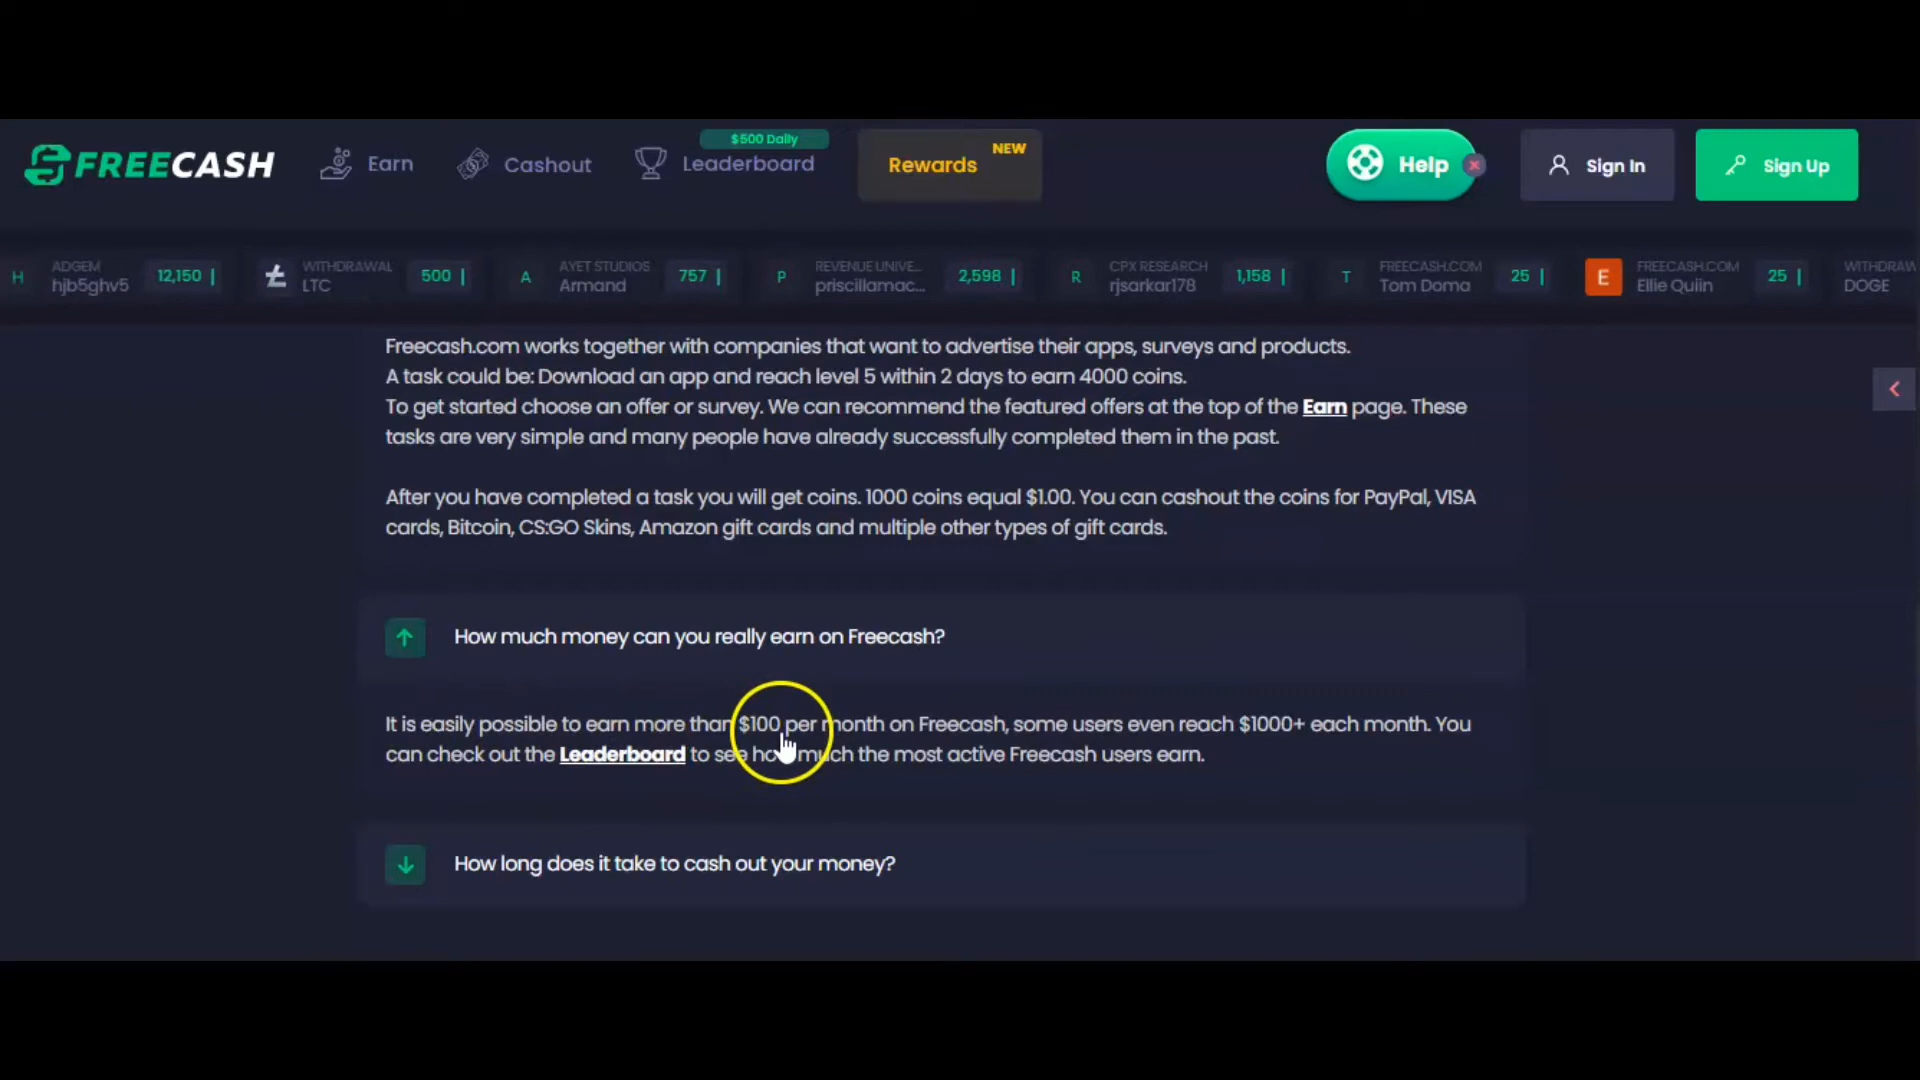 $500 Daily
FREECASH Earn Cashout Leaderboard Rewards NEW Help Sign In Sign Up
H ADGEM hjb5ghv5 12,150 WITHDRAWAL LTC 500 A AYET STUDIOS Armand 757 P REVENUE UNIVE... priscillamac... 2,598 R CPX RESEARCH rjsarkar178 1,158 T FREECASH.COM Tom Doma 25 E FREECASH.COM Ellie Quiin 25 WITHDRAW DOGE
Freecash.com works together with companies that want to advertise their apps, surveys and products.
A task could be: Download an app and reach level 5 within 2 days to earn 4000 coins.
To get started choose an offer or survey. We can recommend the featured offers at the top of the Earn page. These
tasks are very simple and many people have already successfully completed them in the past.
After you have completed a task you will get coins. 1000 coins equal $1.00. You can cashout the coins for PayPal, VISA
cards, Bitcoin, CS:GO Skins, Amazon gift cards and multiple other types of gift cards.
How much money can you really earn on Freecash?
It is easily possible to earn more than $100 per month on Freecash, some users even reach $1000+ each month. You
can check out the Leaderboard to see how much the most active Freecash users earn.
How long does it take to cash out your money?